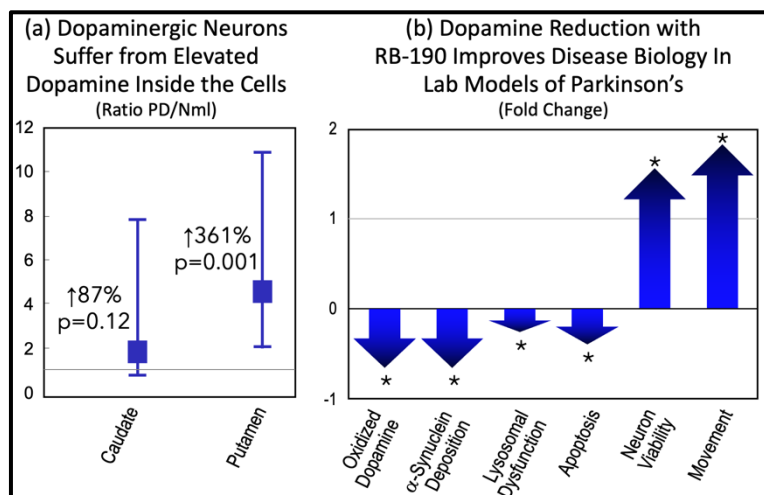 (a) Dopaminergic Neurons
Suffer from Elevated
Dopamine Inside the Cells
(Ratio PD/Nml)
12
10
8
6
4
2
0
↑87%
p=0.12
↑361%
p=0.001
Caudate
Putamen
(b) Dopamine Reduction with
RB-190 Improves Disease Biology In
Lab Models of Parkinson's
(Fold Change)
2
1
0
-1
*
*
*
*
*
*
Oxidized
Dopamine
α-Synuclein
Deposition
Lysosomal
Dysfunction
Apoptosis
Neuron
Viability
Movement